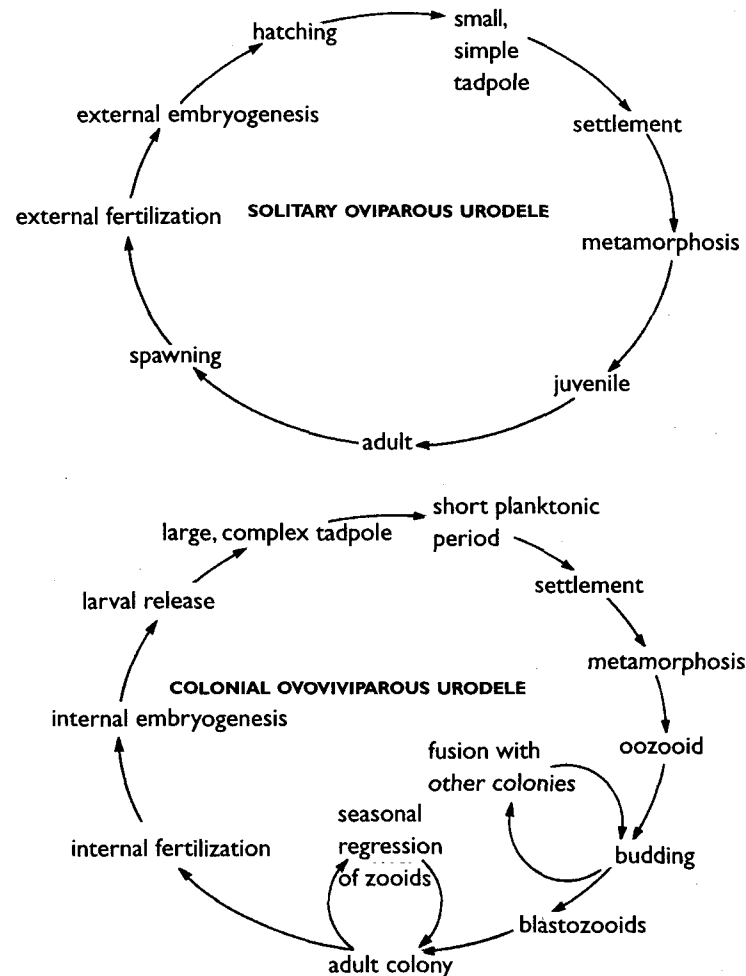 hatching
small,
simple
tadpole
external embryogenesis
settlement
external fertilization
SOLITARY OVIPAROUS URODELE
metamorphosis
spawning
juvenile
adult
short planktonic
period
large, complex tadpole
settlement
larval release
metamorphosis
COLONIAL OVOVIVIPAROUS URODELE
internal embryogenesis
oozooid
fusion with
other colonies
seasonal
regression
of zooids
internal fertilization
budding
blastozooids
adult colony